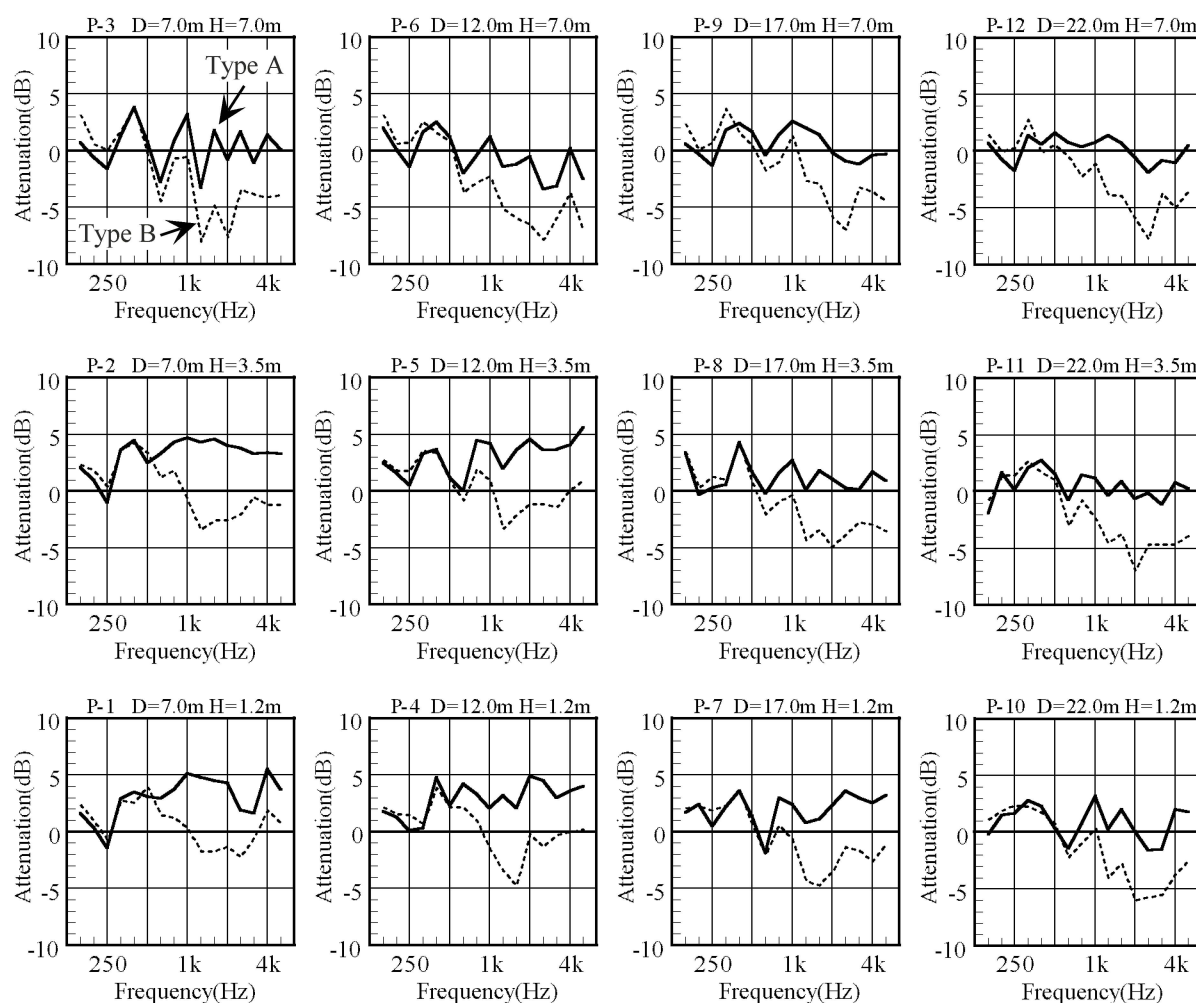 P-3 D=7.0m H=7.0m
P-6 D=12.0m H=7.0m
P-9 D=17.0m H=7.0m
P-12 D=22.0m H=7.0m
Attenuation(dB)
10
5
0
-5
-10
Type A
Type B
250 1k 4k
Frequency(Hz)
Attenuation(dB)
10
5
0
-5
-10
250 1k 4k
Frequency(Hz)
Attenuation(dB)
10
5
0
-5
-10
250 1k 4k
Frequency(Hz)
Attenuation(dB)
10
5
0
-5
-10
250 1k 4k
Frequency(Hz)
P-2 D=7.0m H=3.5m
P-5 D=12.0m H=3.5m
P-8 D=17.0m H=3.5m
P-11 D=22.0m H=3.5m
Attenuation(dB)
10
5
0
-5
-10
250 1k 4k
Frequency(Hz)
Attenuation(dB)
10
5
0
-5
-10
250 1k 4k
Frequency(Hz)
Attenuation(dB)
10
5
0
-5
-10
250 1k 4k
Frequency(Hz)
Attenuation(dB)
10
5
0
-5
-10
250 1k 4k
Frequency(Hz)
P-1 D=7.0m H=1.2m
P-4 D=12.0m H=1.2m
P-7 D=17.0m H=1.2m
P-10 D=22.0m H=1.2m
Attenuation(dB)
10
5
0
-5
-10
250 1k 4k
Frequency(Hz)
Attenuation(dB)
10
5
0
-5
-10
250 1k 4k
Frequency(Hz)
Attenuation(dB)
10
5
0
-5
-10
250 1k 4k
Frequency(Hz)
Attenuation(dB)
10
5
0
-5
-10
250 1k 4k
Frequency(Hz)